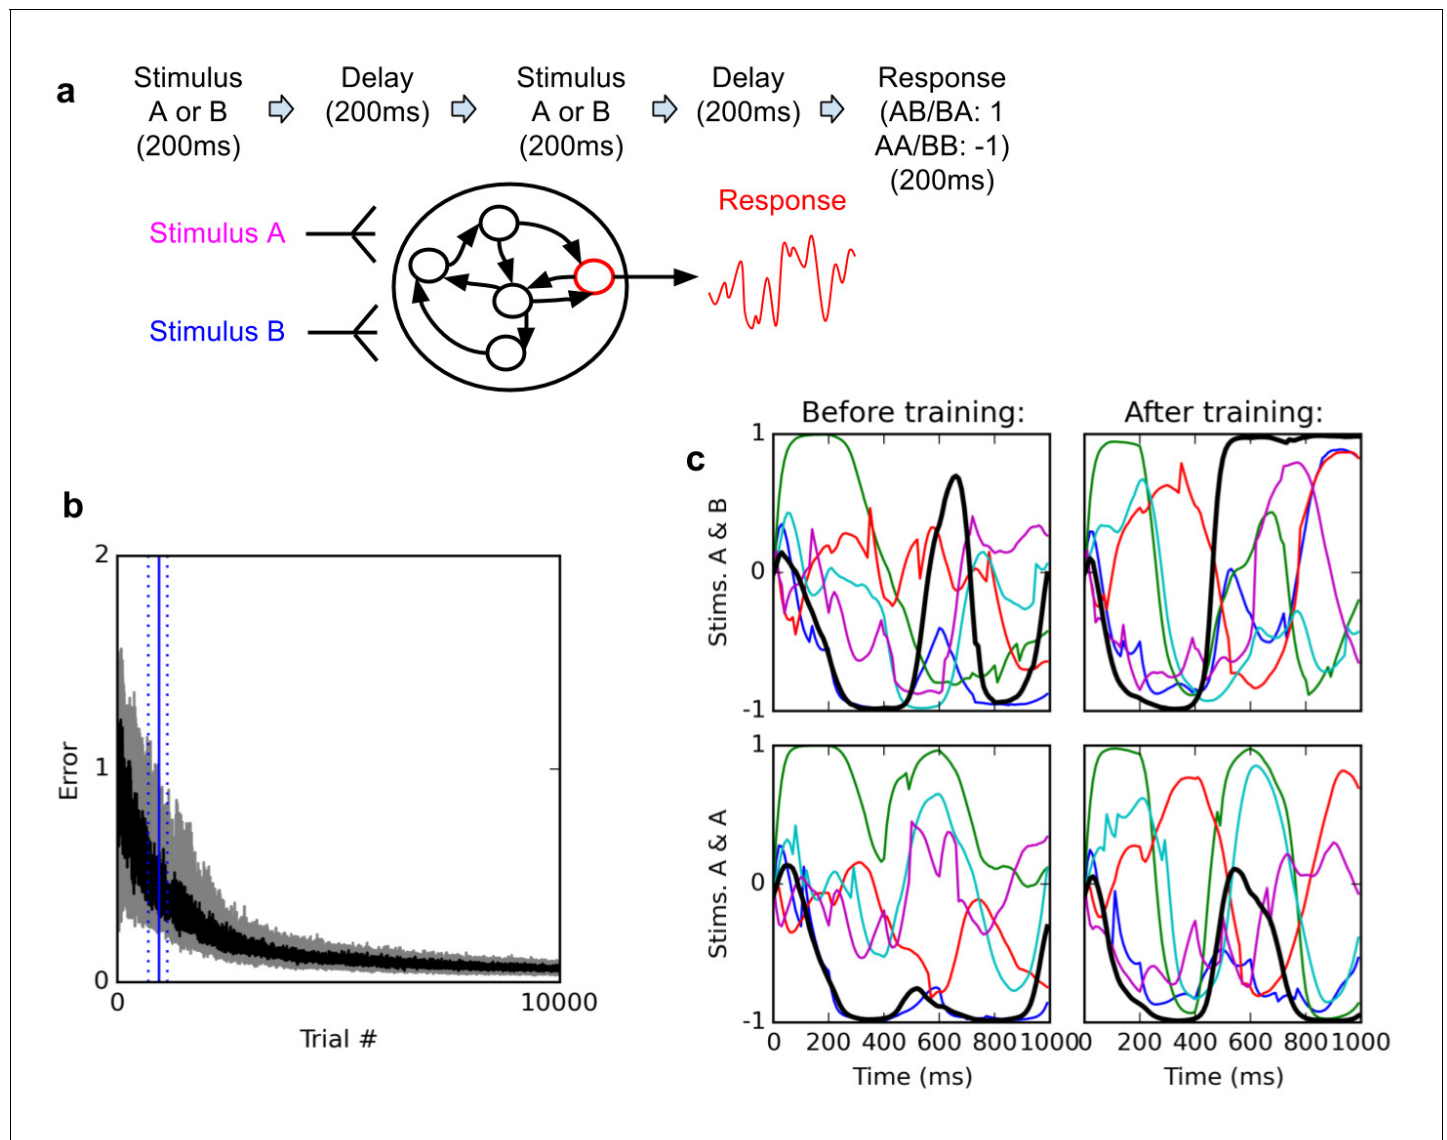 a
Stimulus
A or B
(200ms)
Delay
(200ms)
Stimulus
A or B
(200ms)
Delay
(200ms)
Response
(AB/BA: 1
AA/BB: -1)
(200ms)
Stimulus A
Stimulus B
Response
b
2
1
0
Error
0
10000
Trial #
c
Before training:
After training:
Stims. A & B
1
0
-1
Stims. A & A
1
0
-1
0 200 400 600 800 1000
Time (ms)
0 200 400 600 800 1000
Time (ms)